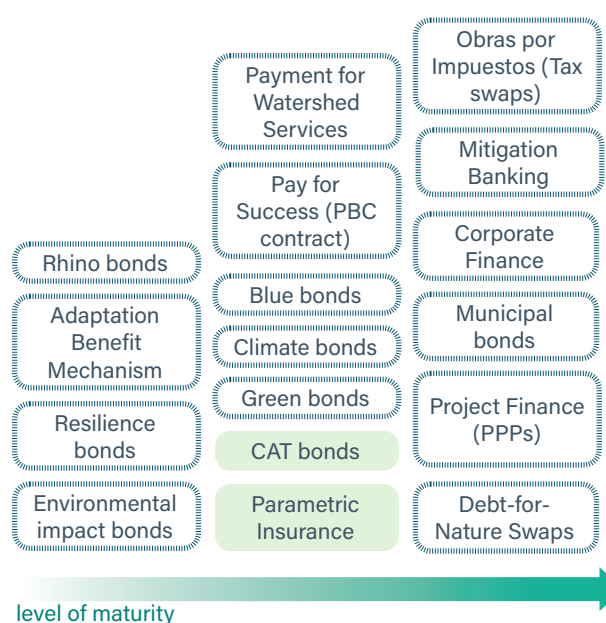 Rhino bonds
Adaptation
Benefit
Mechanism
Resilience
bonds
Environmental
impact bonds
Payment for
Watershed
Services
Pay for
Success (PBC
contract)
Blue bonds
Climate bonds
Green bonds
CAT bonds
Parametric
Insurance
Obras por
Impuestos (Tax
swaps)
Mitigation
Banking
Corporate
Finance
Municipal
bonds
Project Finance
(PPPs)
Debt-for-
Nature Swaps
level of maturity